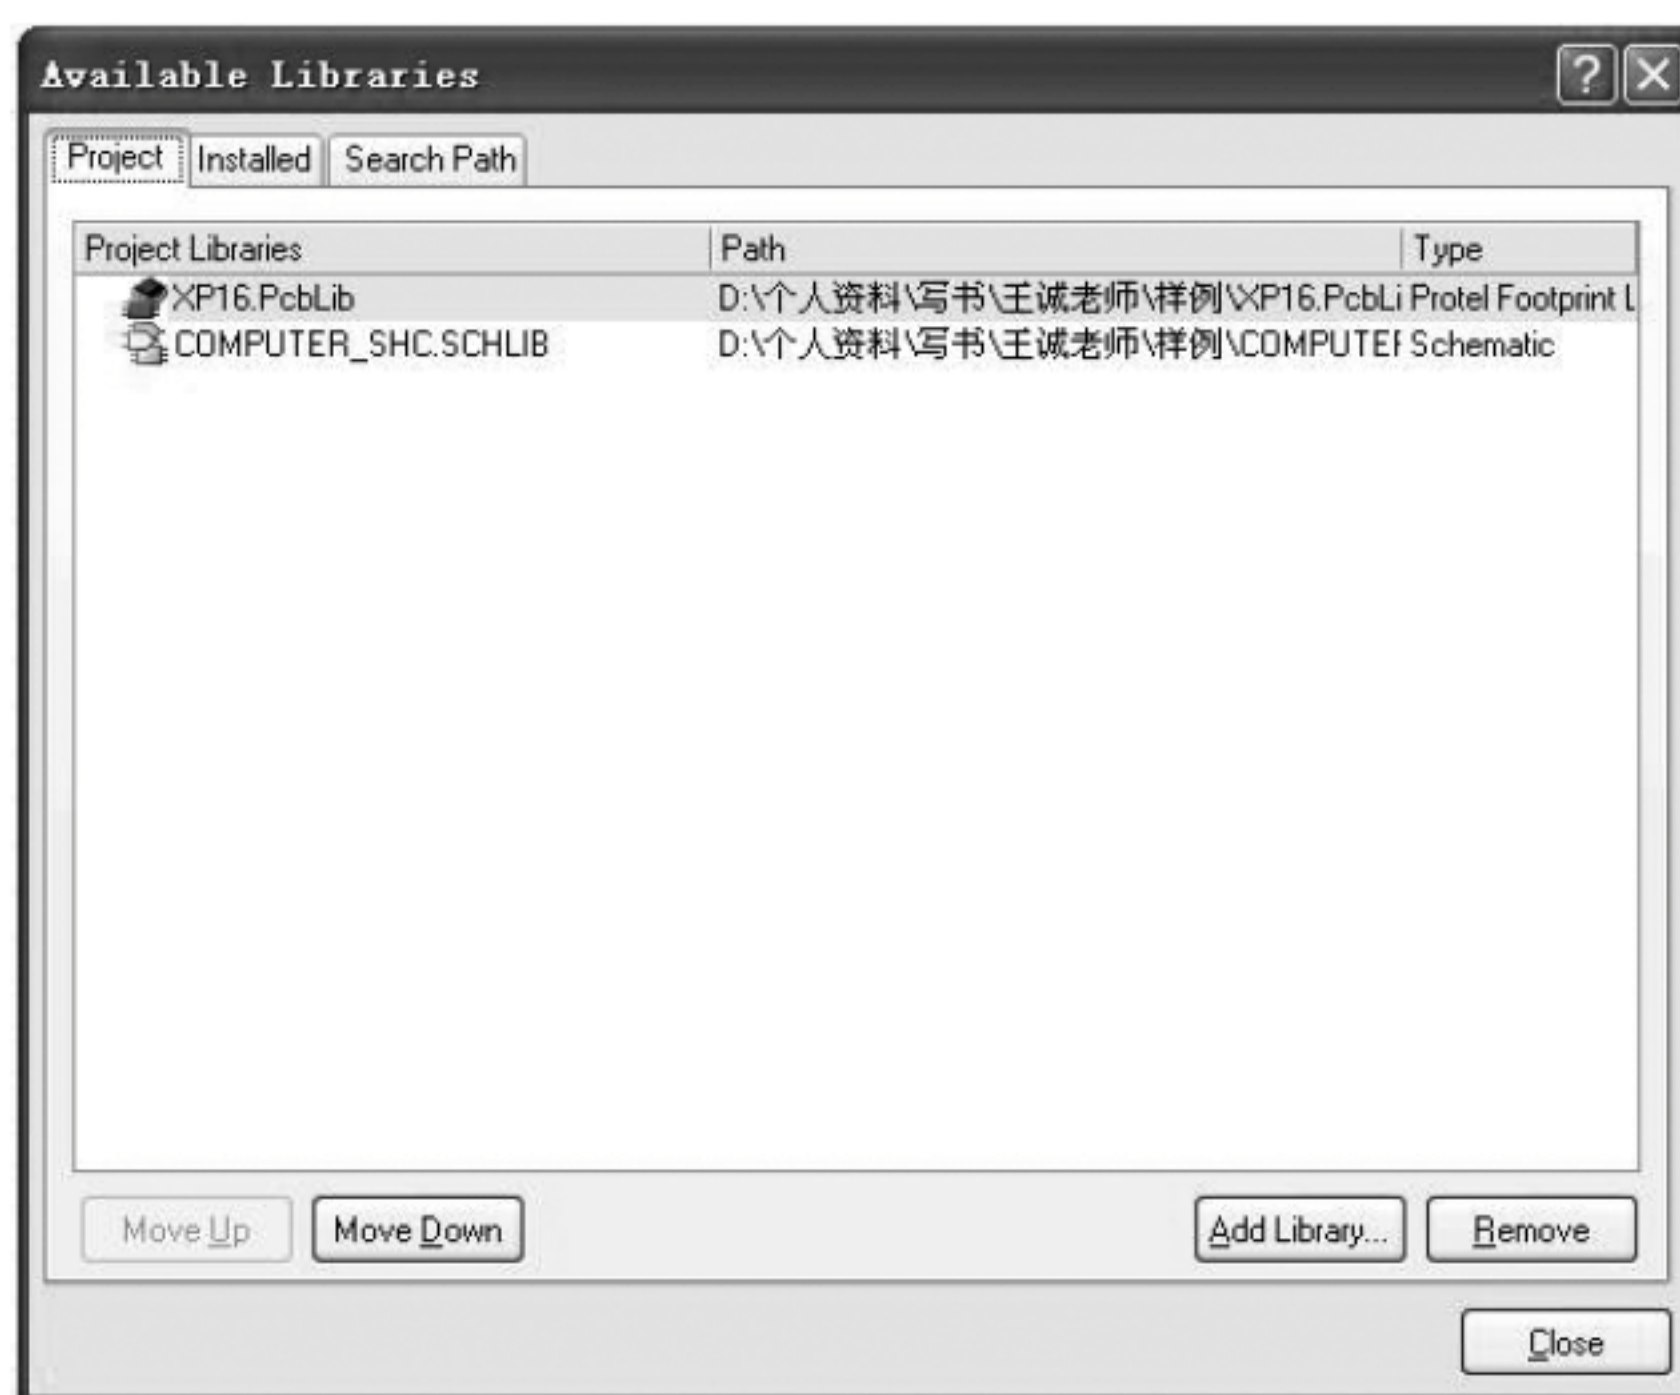 Available Libraries
Project Installed Search Path
Project Libraries Path Type
XP16.PcbLib D:\个人资料\写书\王诚老师\样例\XP16.PcbLi Protel Footprint L
COMPUTER_SHC.SCHLIB D:\个人资料\写书\王诚老师\样例\COMPUTEF Schematic
Move Up Move Down Add Library... Remove
Close